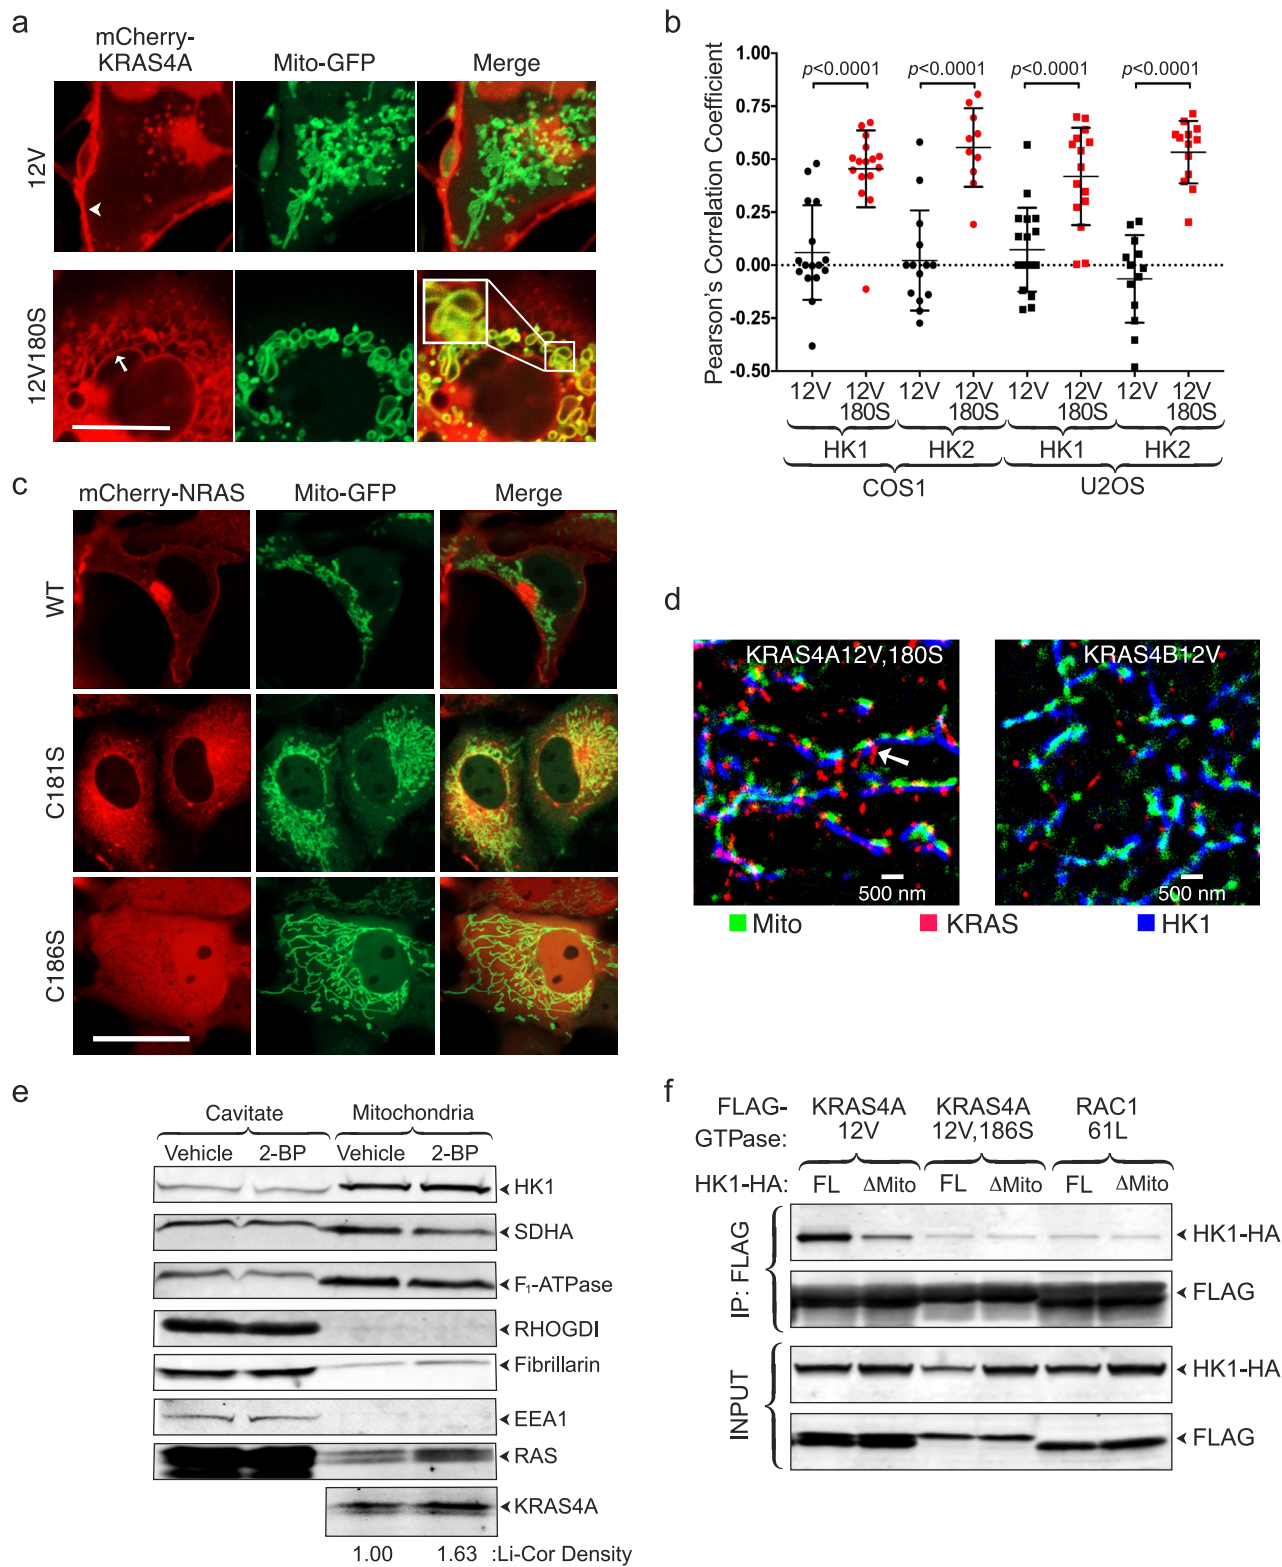 a
mCherry-
KRAS4A
Mito-GFP
Merge
12V
12V180S
b
Pearson's Correlation Coefficient
1.00
0.75
0.50
0.25
0.00
-0.25
-0.50
p<0.0001
p<0.0001
p<0.0001
p<0.0001
12V
12V
180S
12V
12V
180S
12V
12V
180S
12V
12V
180S
HK1
HK2
HK1
HK2
COS1
U2OS
c
mCherry-NRAS
Mito-GFP
Merge
WT
C181S
C186S
d
KRAS4A12V,180S
KRAS4B12V
500 nm
500 nm
Mito
KRAS
HK1
e
Cavitate
Mitochondria
Vehicle
2-BP
Vehicle
2-BP
HK1
SDHA
F₁-ATPase
RHOGDI
Fibrillarin
EEA1
RAS
KRAS4A
1.00 1.63 :Li-Cor Density
f
FLAG-
GTPase:
KRAS4A
12V
KRAS4A
12V,186S
RAC1
61L
HK1-HA: FL ΔMito FL ΔMito FL ΔMito
IP: FLAG
HK1-HA
FLAG
INPUT
HK1-HA
FLAG